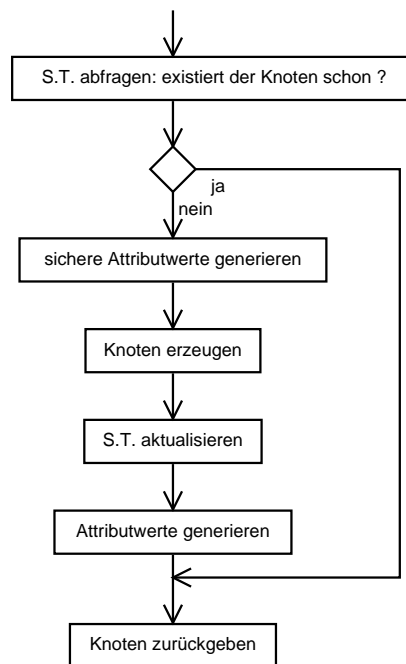 S.T. abfragen: existiert der Knoten schon ?
ja
nein
sichere Attributwerte generieren
Knoten erzeugen
S.T. aktualisieren
Attributwerte generieren
Knoten zurückgeben